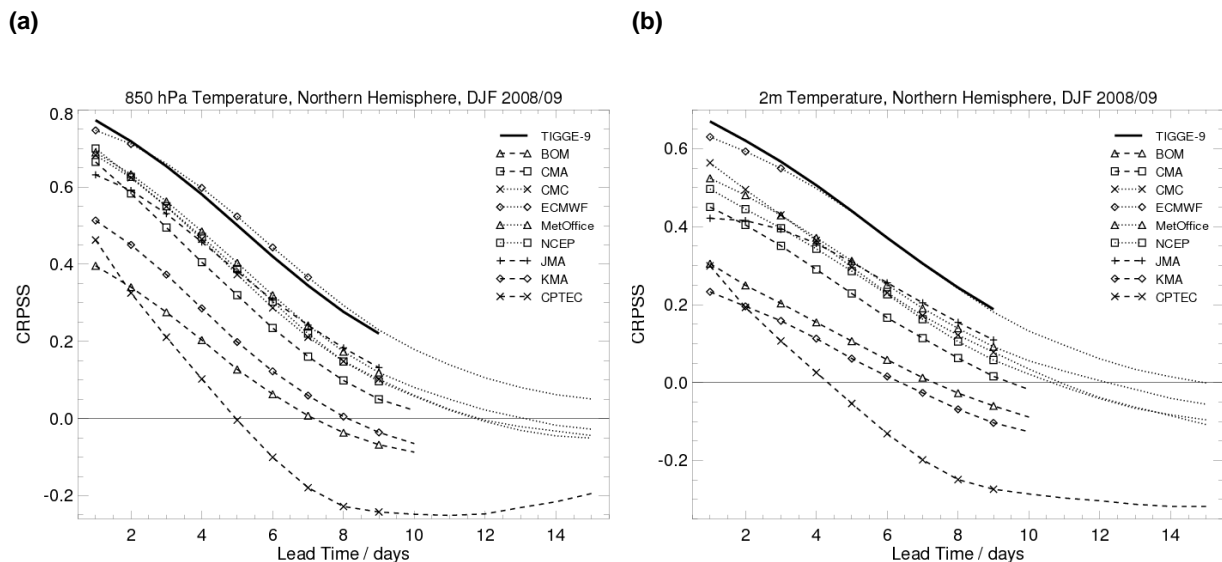 (a)
850 hPa Temperature, Northern Hemisphere, DJF 2008/09
0.8
0.6
0.4
0.2
0.0
-0.2
CRPSS
TIGGE-9
BOM
CMA
CMC
ECMWF
MetOffice
NCEP
JMA
KMA
CPTEC
2 4 6 8 10 12 14
Lead Time / days
(b)
2m Temperature, Northern Hemisphere, DJF 2008/09
0.6
0.4
0.2
0.0
-0.2
CRPSS
TIGGE-9
BOM
CMA
CMC
ECMWF
MetOffice
NCEP
JMA
KMA
CPTEC
2 4 6 8 10 12 14
Lead Time / days